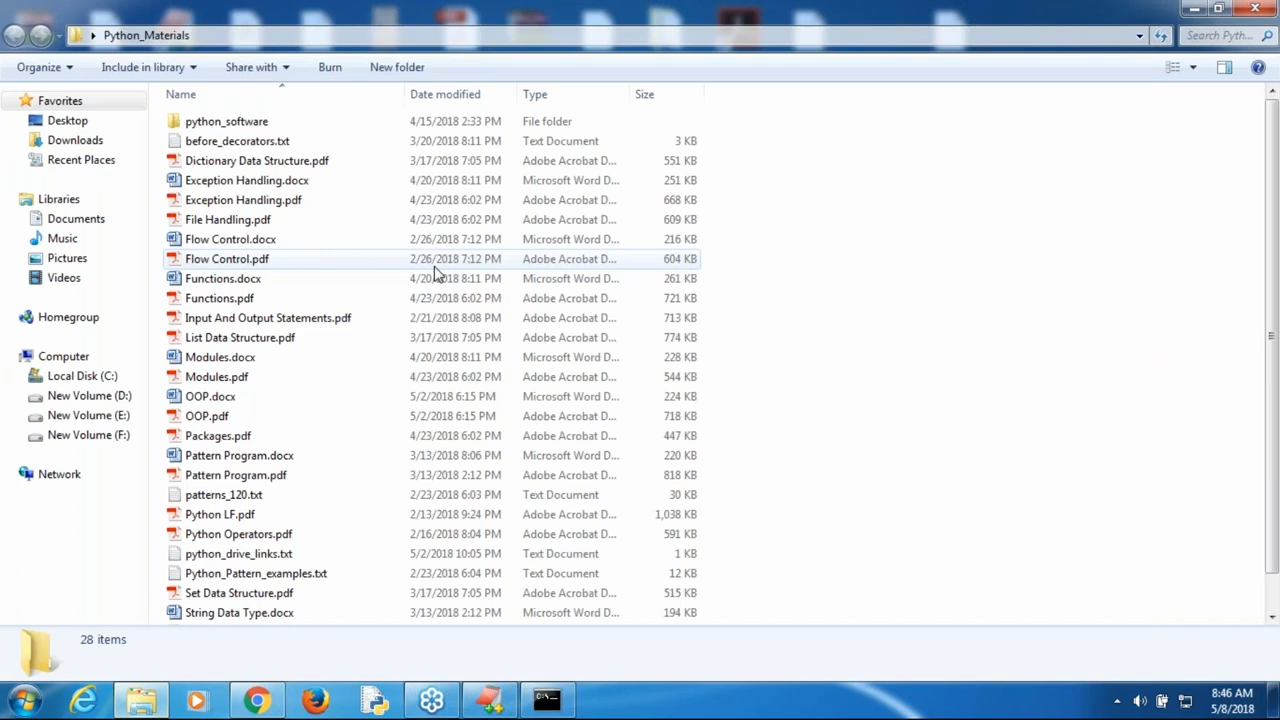 Python_Materials
Search Pyth...
Organize Include in library Share with Burn New folder
Name Date modified Type Size
Favorites
Desktop
Downloads
Recent Places
Libraries
Documents
Music
Pictures
Videos
Homegroup
Computer
Local Disk (C:)
New Volume (D:)
New Volume (E:)
New Volume (F:)
Network
python_software 4/15/2018 2:33 PM File folder
before_decorators.txt 3/20/2018 8:11 PM Text Document 3 KB
Dictionary Data Structure.pdf 3/17/2018 7:05 PM Adobe Acrobat D... 551 KB
Exception Handling.docx 4/20/2018 8:11 PM Microsoft Word D... 251 KB
Exception Handling.pdf 4/23/2018 6:02 PM Adobe Acrobat D... 668 KB
File Handling.pdf 4/23/2018 6:02 PM Adobe Acrobat D... 609 KB
Flow Control.docx 2/26/2018 7:12 PM Microsoft Word D... 216 KB
Flow Control.pdf 2/26/2018 7:12 PM Adobe Acrobat D... 604 KB
Functions.docx 4/20/2018 8:11 PM Microsoft Word D... 261 KB
Functions.pdf 4/23/2018 6:02 PM Adobe Acrobat D... 721 KB
Input And Output Statements.pdf 2/21/2018 8:08 PM Adobe Acrobat D... 713 KB
List Data Structure.pdf 3/17/2018 7:05 PM Adobe Acrobat D... 774 KB
Modules.docx 4/20/2018 8:11 PM Microsoft Word D... 228 KB
Modules.pdf 4/23/2018 6:02 PM Adobe Acrobat D... 544 KB
OOP.docx 5/2/2018 6:15 PM Microsoft Word D... 224 KB
OOP.pdf 5/2/2018 6:15 PM Adobe Acrobat D... 718 KB
Packages.pdf 4/23/2018 6:02 PM Adobe Acrobat D... 447 KB
Pattern Program.docx 3/13/2018 8:06 PM Microsoft Word D... 220 KB
Pattern Program.pdf 3/13/2018 2:12 PM Adobe Acrobat D... 818 KB
patterns_120.txt 2/23/2018 6:03 PM Text Document 30 KB
Python LF.pdf 2/13/2018 9:24 PM Adobe Acrobat D... 1,038 KB
Python Operators.pdf 2/16/2018 8:04 PM Adobe Acrobat D... 591 KB
python_drive_links.txt 5/2/2018 10:05 PM Text Document 1 KB
Python_Pattern_examples.txt 2/23/2018 6:04 PM Text Document 12 KB
Set Data Structure.pdf 3/17/2018 7:05 PM Adobe Acrobat D... 515 KB
String Data Type.docx 3/13/2018 2:12 PM Microsoft Word D... 194 KB
28 items
8:46 AM
5/8/2018